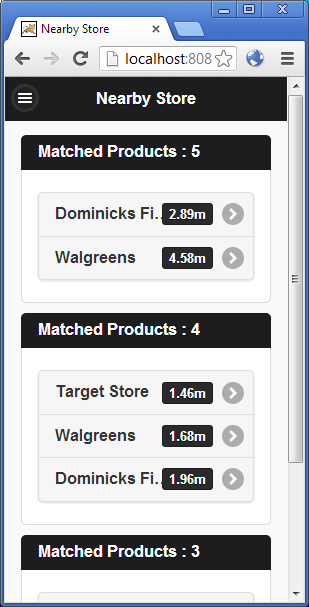 Nearby Store
localhost:808
Nearby Store
Matched Products : 5
Dominicks Fi... 2.89m
Walgreens 4.58m
Matched Products : 4
Target Store 1.46m
Walgreens 1.68m
Dominicks Fi... 1.96m
Matched Products : 3